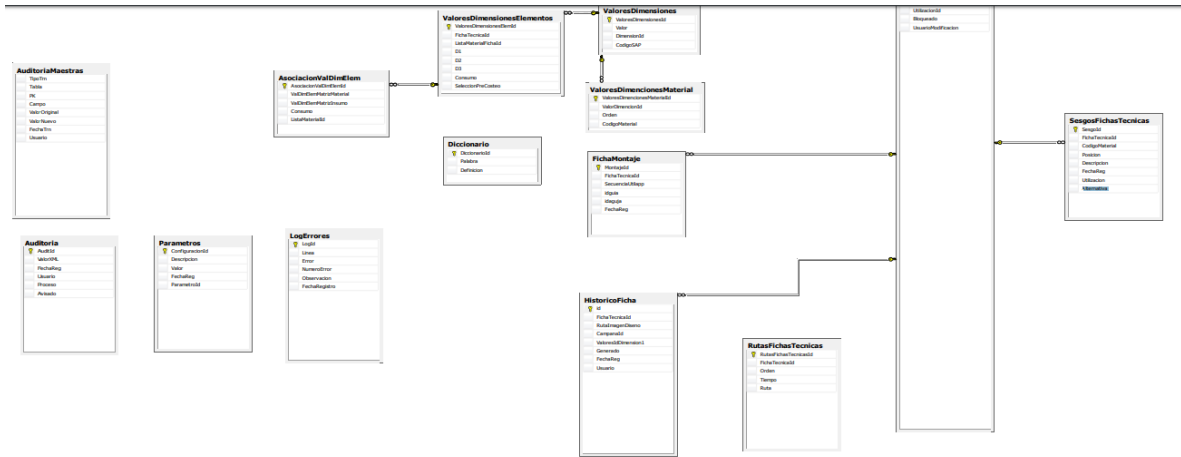 ValoresDimensionesElementos
ValoresDimensionesElemId
FichaTecnicaId
ListaMaterialFichaId
D1
D2
D3
Consumo
SeleccionPreCosteo
ValoresDimensiones
ValoresDimensionesId
Valor
DimensionId
CodigoSAP
UtilizacionId
Bloqueado
UsuarioModificacion
AuditoriaMaestras
TipoTrn
Tabla
PK
Campo
ValorOriginal
ValorNuevo
FechaTrn
Usuario
AsociacionValDimElem
AsociacionValDimElemId
ValDimElemMatrizMaterial
ValDimElemMatrizInsumo
Consumo
ListaMaterialId
ValoresDimencionesMaterial
ValoresDimencionesMaterialId
ValorDimencionId
Orden
CodigoMaterial
SesgosFichasTecnicas
SesgoId
FichaTecnicaId
CodigoMaterial
Posicion
Descripcion
FechaReg
Utilizacion
Alternativa
Diccionario
DiccionarioId
Palabra
Definicion
FichaMontaje
MontajeId
FichaTecnicaId
SecuenciaUtilapp
idguia
idaguja
FechaReg
Auditoria
AuditId
ValorXML
FechaReg
Usuario
Proceso
Avisado
Parametros
ConfiguracionId
Descripcion
Valor
FechaReg
ParametroId
LogErrores
LogId
Linea
Error
NumeroError
Observacion
FechaRegistro
HistoricoFicha
id
FichaTecnicaId
RutaImagenDiseno
CampanaId
ValoresIdDimension1
Generado
FechaReg
Usuario
RutasFichasTecnicas
RutasFichasTecnicasId
FichaTecnicaId
Orden
Tiempo
Ruta